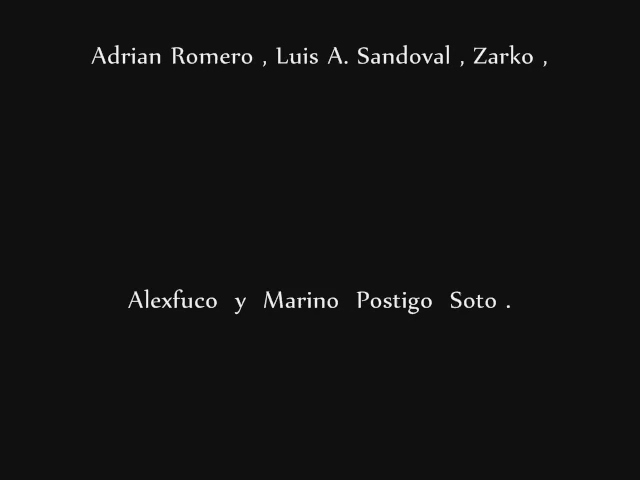 Adrian Romero , Luis A. Sandoval , Zarko ,
Alexfuco y Marino Postigo Soto .